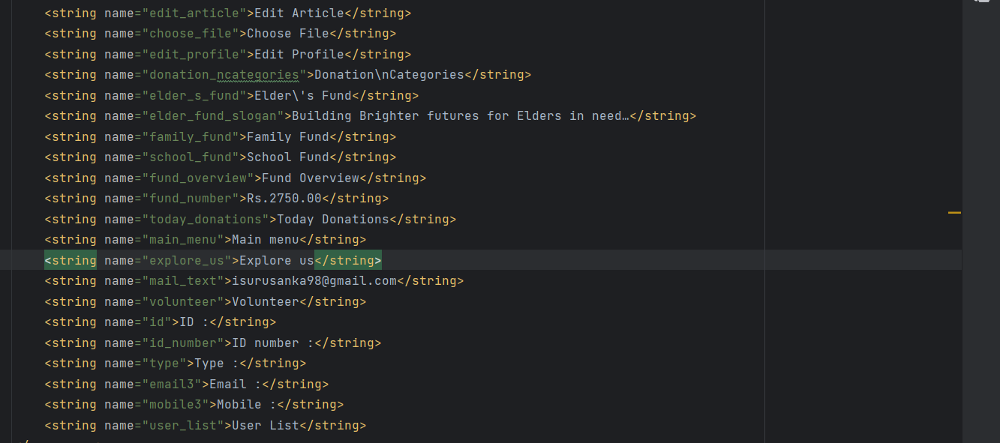 <string name="edit_article">Edit Article</string>
<string name="choose_file">Choose File</string>
<string name="edit_profile">Edit Profile</string>
<string name="donation_ncategories">Donation\nCategories</string>
<string name="elder_s_fund">Elder\'s Fund</string>
<string name="elder_fund_slogan">Building Brighter futures for Elders in need…</string>
<string name="family_fund">Family Fund</string>
<string name="school_fund">School Fund</string>
<string name="fund_overview">Fund Overview</string>
<string name="fund_number">Rs.2750.00</string>
<string name="today_donations">Today Donations</string>
<string name="main_menu">Main menu</string>
<string name="explore_us">Explore us</string>
<string name="mail_text">isurusanka98@gmail.com</string>
<string name="volunteer">Volunteer</string>
<string name="id">ID :</string>
<string name="id_number">ID number :</string>
<string name="type">Type :</string>
<string name="email3">Email :</string>
<string name="mobile3">Mobile :</string>
<string name="user_list">User List</string>